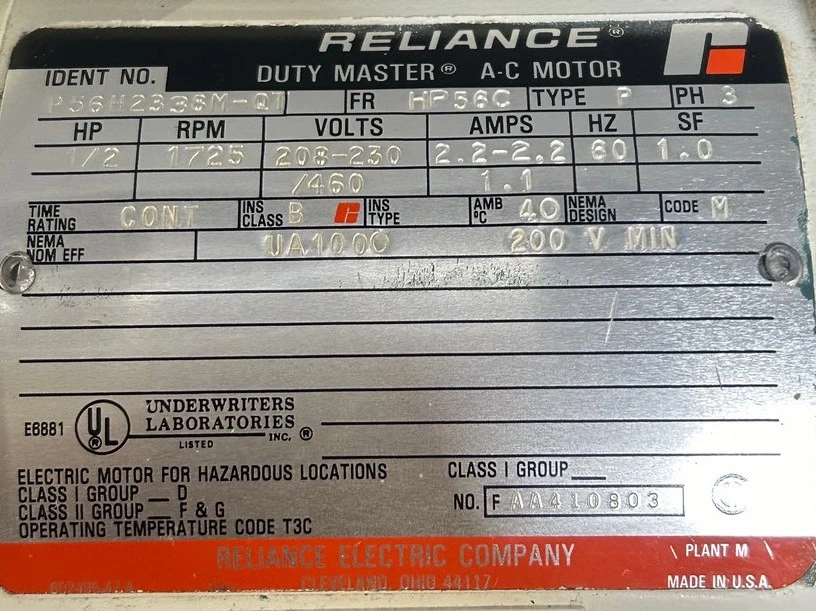 RELIANCE®
IDENT NO. DUTY MASTER® A-C MOTOR
P56H2338M-QT FR HP56C TYPE P PH 3
HP RPM VOLTS AMPS HZ SF
1/2 1725 208-230 2.2-2.2 60 1.0
/460 1.1
TIME RATING CONT INS CLASS B INS TYPE AMB °C 40 NEMA DESIGN CODE M
NEMA NOM EFF UA1000 200 V MIN
E6881 UL ® UNDERWRITERS
LABORATORIES
INC. ®
LISTED
ELECTRIC MOTOR FOR HAZARDOUS LOCATIONS CLASS I GROUP
CLASS I GROUP __ D
CLASS II GROUP __ F & G NO. F AA410803
OPERATING TEMPERATURE CODE T3C
RELIANCE ELECTRIC COMPANY \ PLANT M
CLEVELAND, OHIO 44117 MADE IN U.S.A.